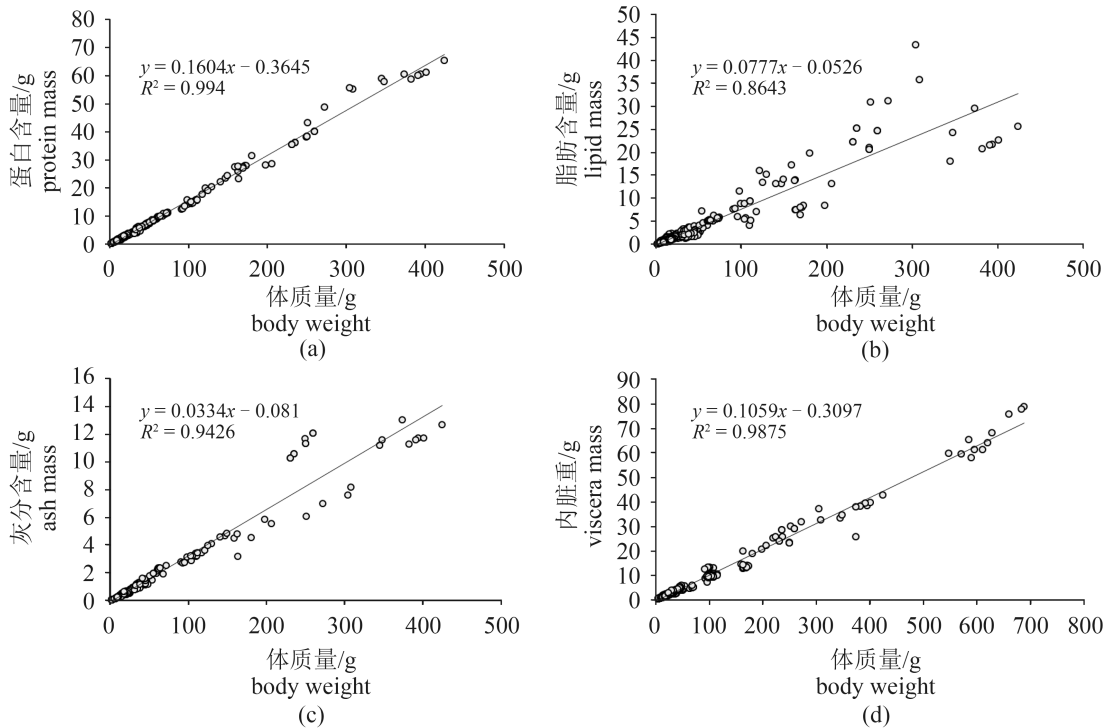 80
70
60
50
40
30
20
10
0
y = 0.1604x − 0.3645
R² = 0.994
蛋白含量/g
protein mass
0 100 200 300 400 500
体质量/g
body weight
(a)
50
45
40
35
30
25
20
15
10
5
0
y = 0.0777x − 0.0526
R² = 0.8643
脂肪含量/g
lipid mass
0 100 200 300 400 500
体质量/g
body weight
(b)
16
14
12
10
8
6
4
2
0
y = 0.0334x − 0.081
R² = 0.9426
灰分含量/g
ash mass
0 100 200 300 400 500
体质量/g
body weight
(c)
90
80
70
60
50
40
30
20
10
0
y = 0.1059x − 0.3097
R² = 0.9875
内脏重/g
viscera mass
0 100 200 300 400 500 600 700 800
体质量/g
body weight
(d)